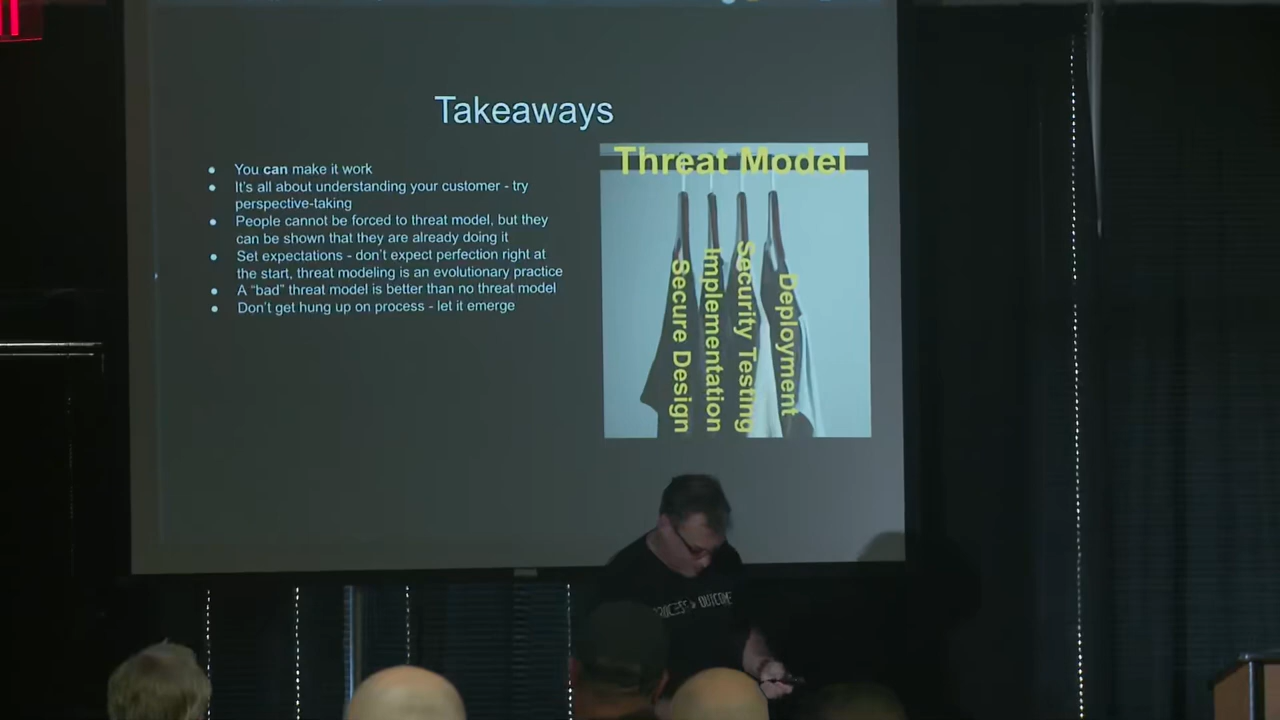 Takeaways
You can make it work
It's all about understanding your customer - try
perspective-taking
People cannot be forced to threat model, but they
can be shown that they are already doing it
Set expectations - don't expect perfection right at
the start, threat modeling is an evolutionary practice
A “bad” threat model is better than no threat model
Don't get hung up on process - let it emerge
Threat Model
Secure Design
Implementation
Security Testing
Deployment